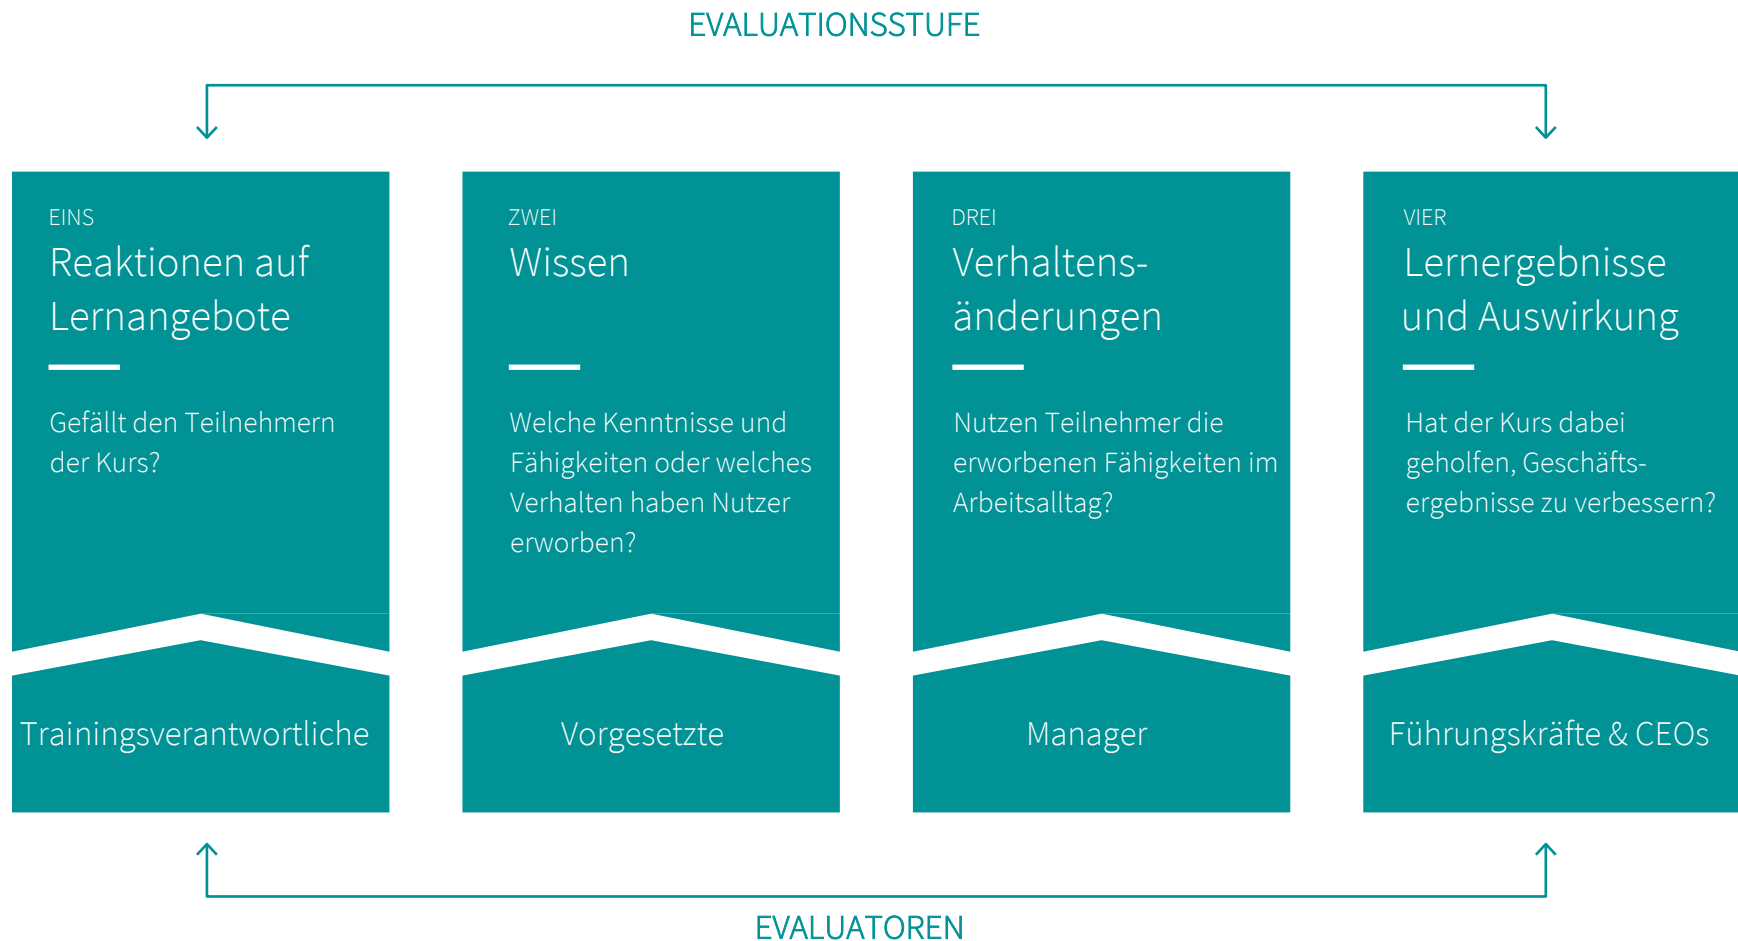 EVALUATIONSSTUFE
EINS
Reaktionen auf
Lernangebote
Gefällt den Teilnehmern
der Kurs?
ZWEI
Wissen
Welche Kenntnisse und
Fähigkeiten oder welches
Verhalten haben Nutzer
erworben?
DREI
Verhaltens-
änderungen
Nutzen Teilnehmer die
erworbenen Fähigkeiten im
Arbeitsalltag?
VIER
Lernergebnisse
und Auswirkung
Hat der Kurs dabei
geholfen, Geschäfts-
ergebnisse zu verbessern?
Trainingsverantwortliche
Vorgesetzte
Manager
Führungskräfte & CEOs
EVALUATOREN